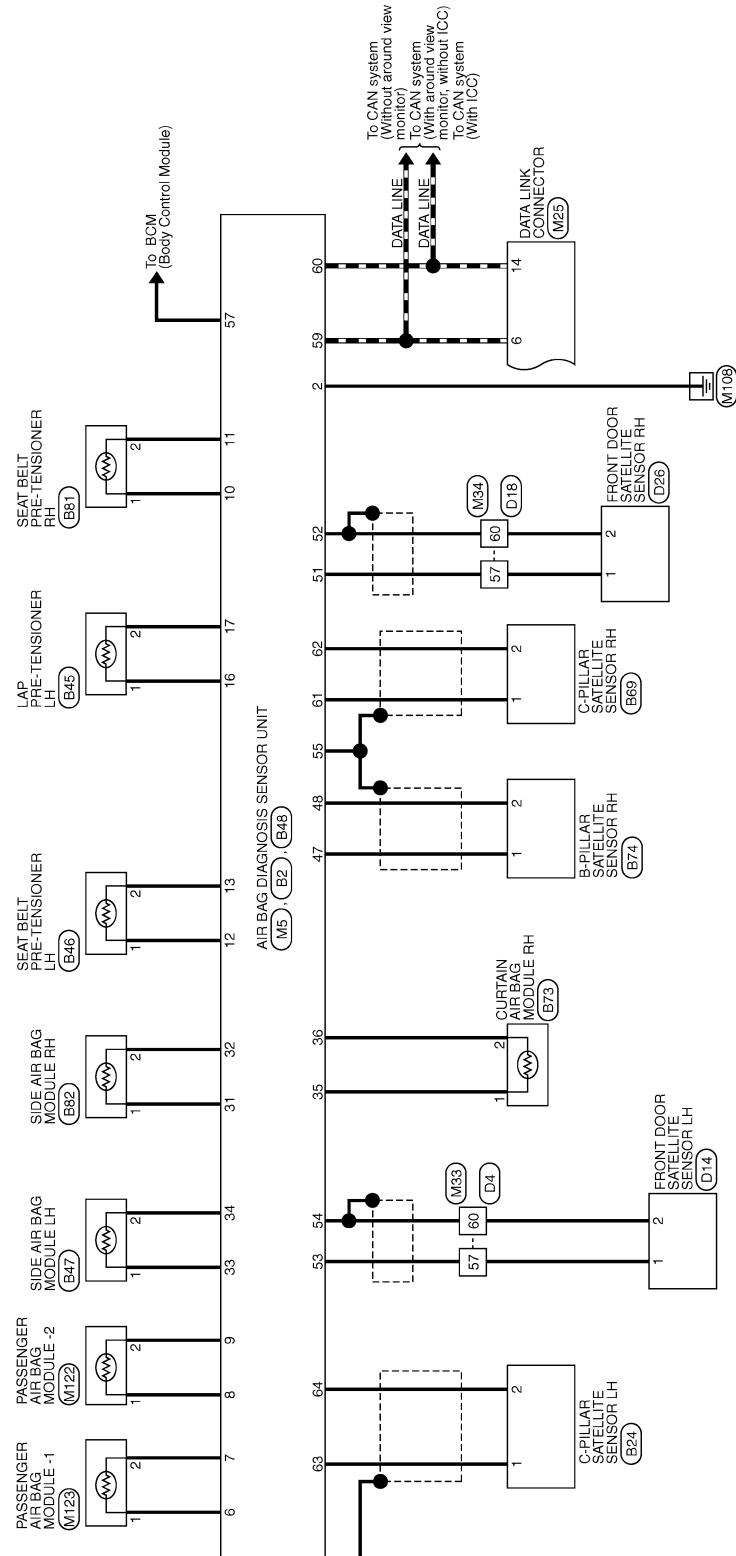 PASSENGER
AIR BAG
MODULE -1
M123
1
2
PASSENGER
AIR BAG
MODULE -2
M122
1
2
SIDE AIR BAG
MODULE LH
B47
1
2
SIDE AIR BAG
MODULE RH
B82
1
2
SEAT BELT
PRE-TENSIONER
LH
B46
1
2
LAP
PRE-TENSIONER
LH
B45
1
2
SEAT BELT
PRE-TENSIONER
RH
B81
1
2
To BCM
(Body Control Module)
6
7
8
9
33
34
31
32
12
13
16
17
10
11
57
AIR BAG DIAGNOSIS SENSOR UNIT
M5 , B2 , B48
63
64
53
54
35
36
47
48
55
61
62
51
52
2
59
60
DATA LINE
DATA LINE
To CAN system
(Without around view
monitor)
To CAN system
(With around view
monitor, without ICC)
To CAN system
(With ICC)
M33
D4
57
60
M34
D18
57
60
1
2
C-PILLAR
SATELLITE
SENSOR LH
B24
1
2
FRONT DOOR
SATELLITE
SENSOR LH
D14
1
2
CURTAIN
AIR BAG
MODULE RH
B73
1
2
B-PILLAR
SATELLITE
SENSOR RH
B74
1
2
C-PILLAR
SATELLITE
SENSOR RH
B69
1
2
FRONT DOOR
SATELLITE
SENSOR RH
D26
6
14
DATA LINK
CONNECTOR
M25
M108